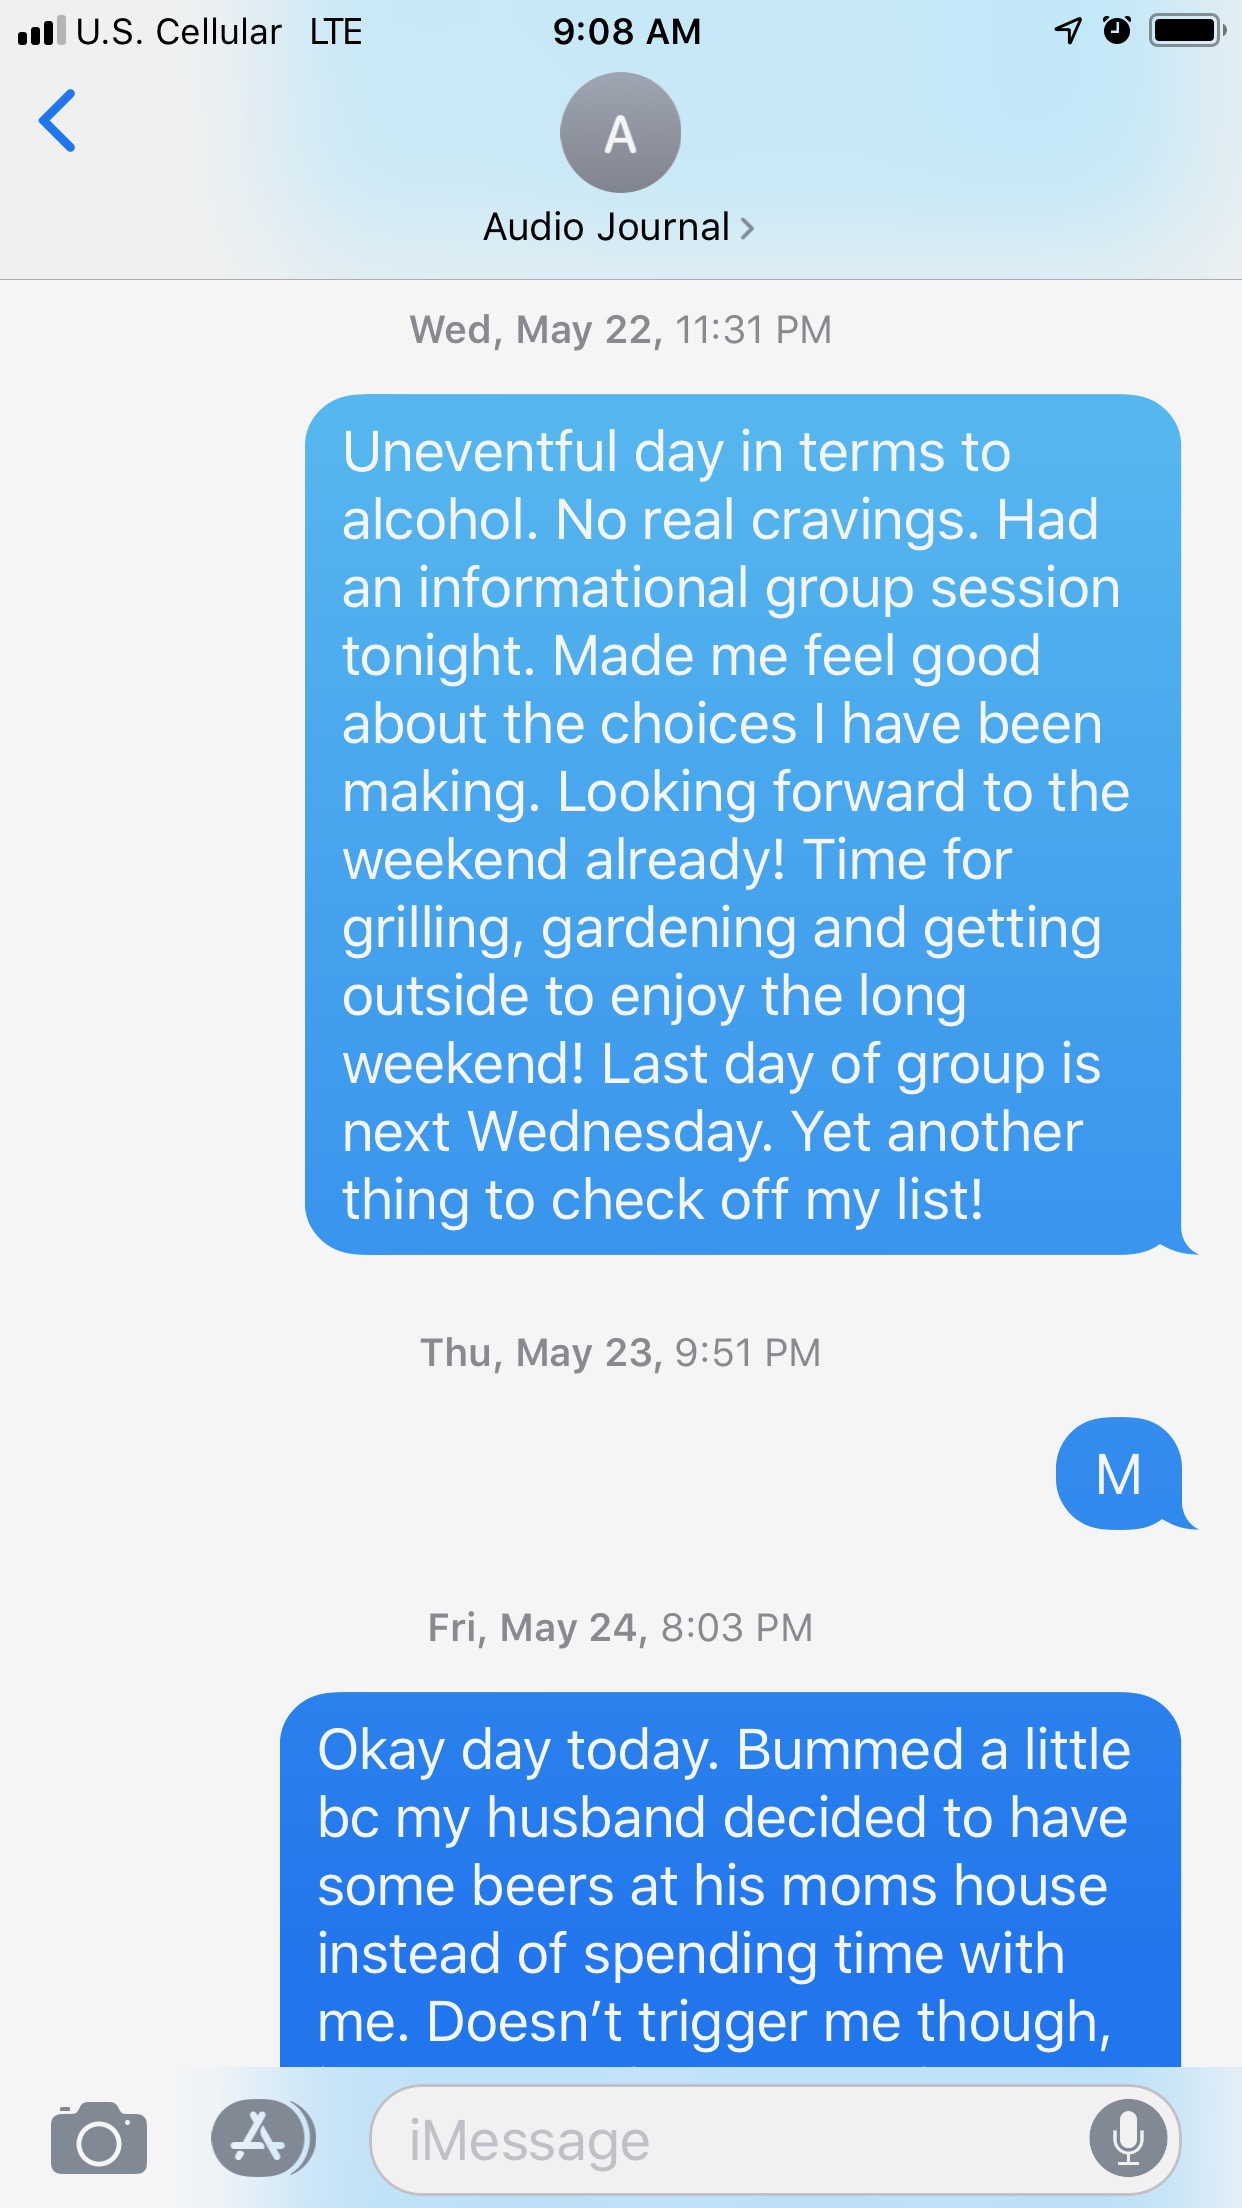 U.S. Cellular LTE 9:08 AM
A
Audio Journal
Wed, May 22, 11:31 PM
Uneventful day in terms to
alcohol. No real cravings. Had
an informational group session
tonight. Made me feel good
about the choices I have been
making. Looking forward to the
weekend already! Time for
grilling, gardening and getting
outside to enjoy the long
weekend! Last day of group is
next Wednesday. Yet another
thing to check off my list!
Thu, May 23, 9:51 PM
M
Fri, May 24, 8:03 PM
Okay day today. Bummed a little
bc my husband decided to have
some beers at his moms house
instead of spending time with
me. Doesn’t trigger me though,
iMessage